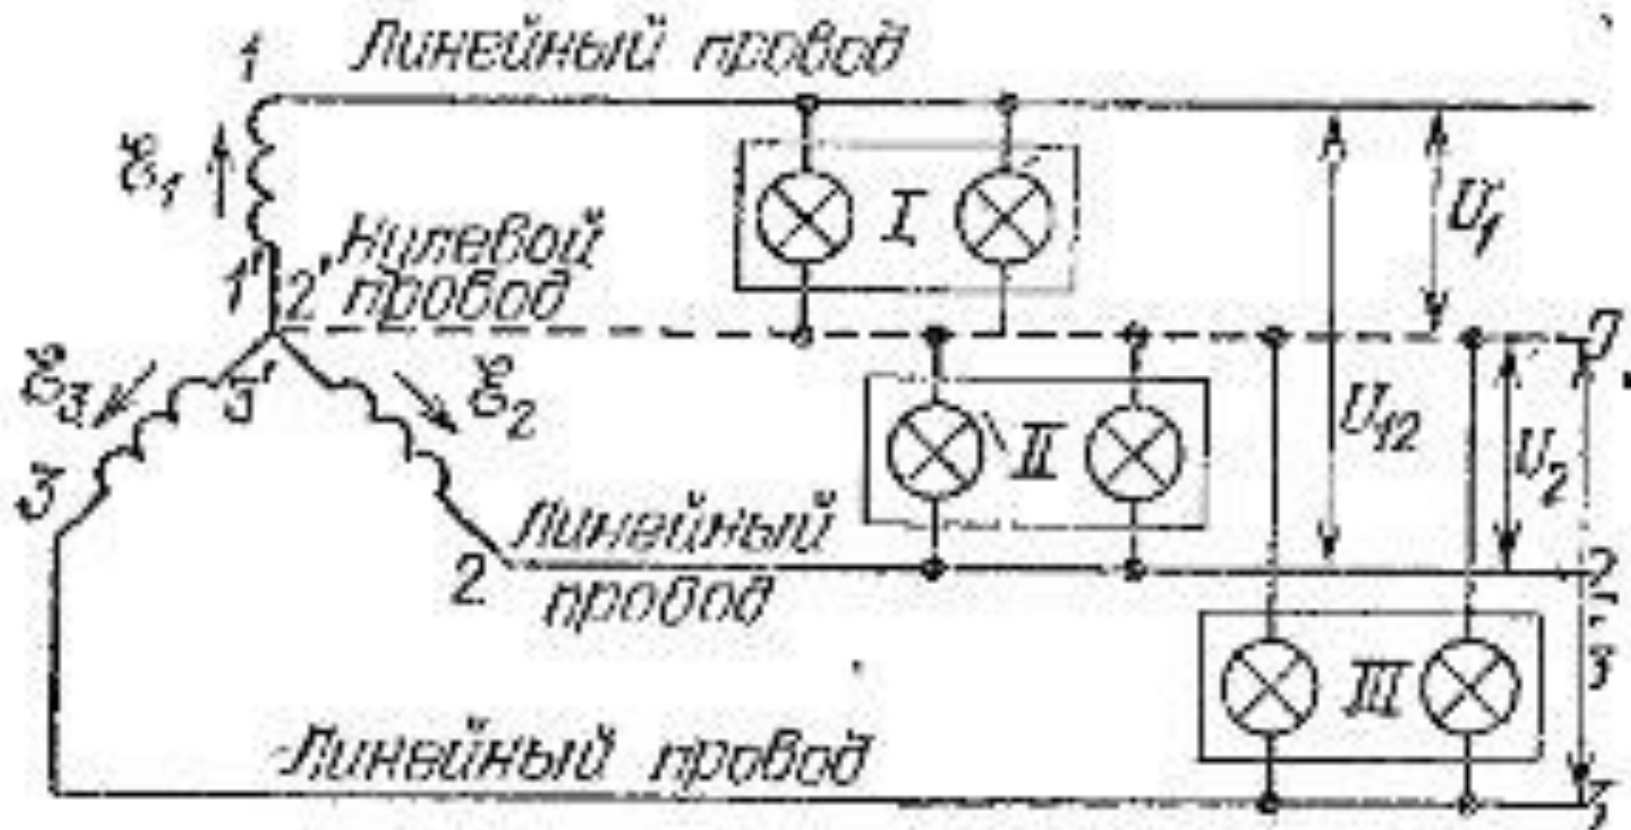 Линейный провод
1
ℰ1
U1
Нулевой
1' 2' провод
0
ℰ3
3'
ℰ2
I
II
U12
U2
3
Линейный
2
провод
2
III
3
Линейный провод
3